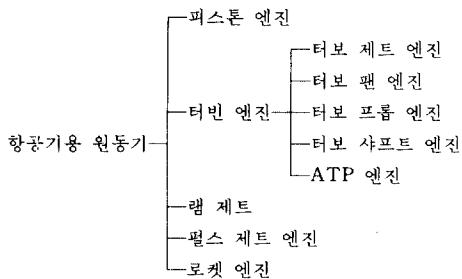 피스톤 엔진
터보 제트 엔진
터보 팬 엔진
터빈 엔진
터보 프롭 엔진
항공기용 원동기
터보 샤프트 엔진
ATP 엔진
램 제트
펄스 제트 엔진
로켓 엔진